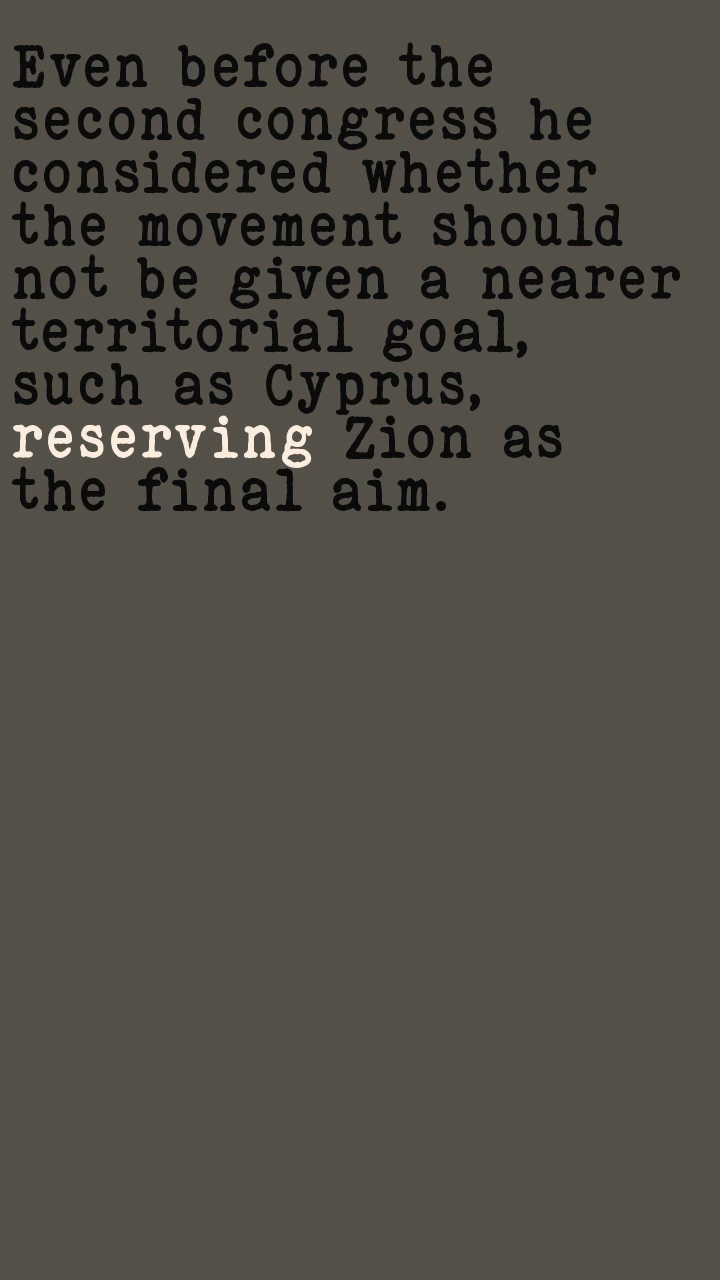 Even before the
second congress he
considered whether
the movement should
not be given a nearer
territorial goal,
such as Cyprus,
reserving Zion as
the final aim.